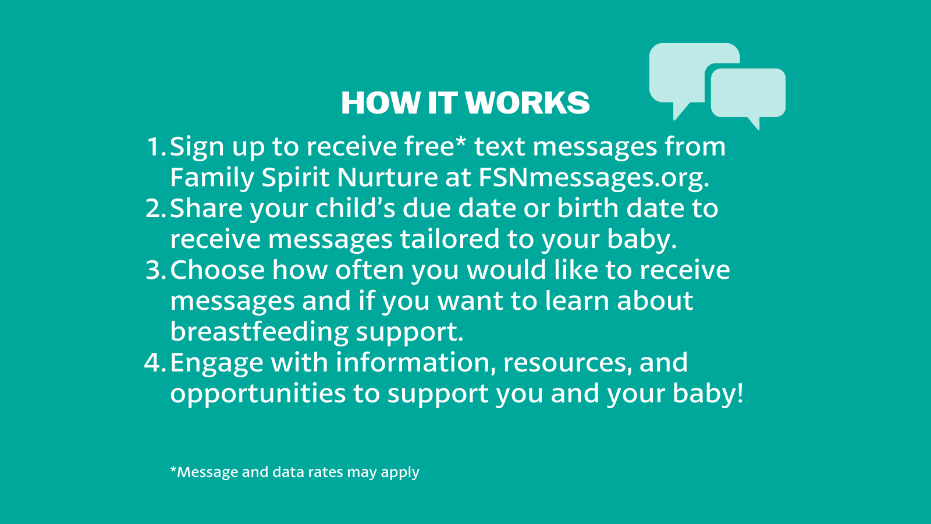 HOW IT WORKS
1. Sign up to receive free* text messages from
Family Spirit Nurture at FSNmessages.org.
2. Share your child’s due date or birth date to
receive messages tailored to your baby.
3. Choose how often you would like to receive
messages and if you want to learn about
breastfeeding support.
4. Engage with information, resources, and
opportunities to support you and your baby!
*Message and data rates may apply